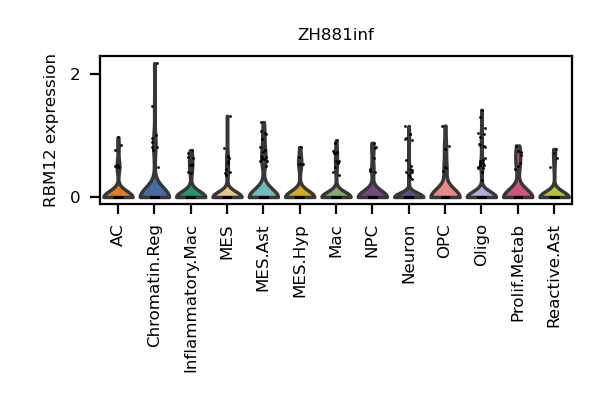 ZH881inf
RBM12 expression
2
0
AC
Chromatin.Reg
Inflammatory.Mac
MES
MES.Ast
MES.Hyp
Mac
NPC
Neuron
OPC
Oligo
Prolif.Metab
Reactive.Ast